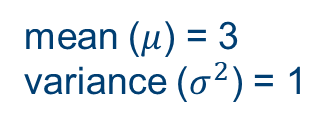 mean (μ) = 3
variance (σ²) = 1